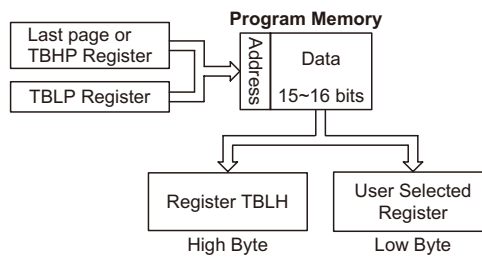 Program Memory
Last page or
TBHP Register
TBLP Register
Address
Data
15~16 bits
Register TBLH
User Selected
Register
High Byte
Low Byte